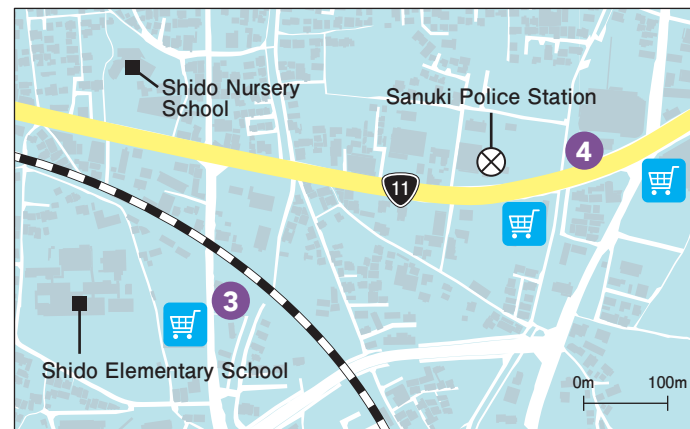 Shido Nursery
School
Sanuki Police Station
4
11
3
Shido Elementary School
0m 100m